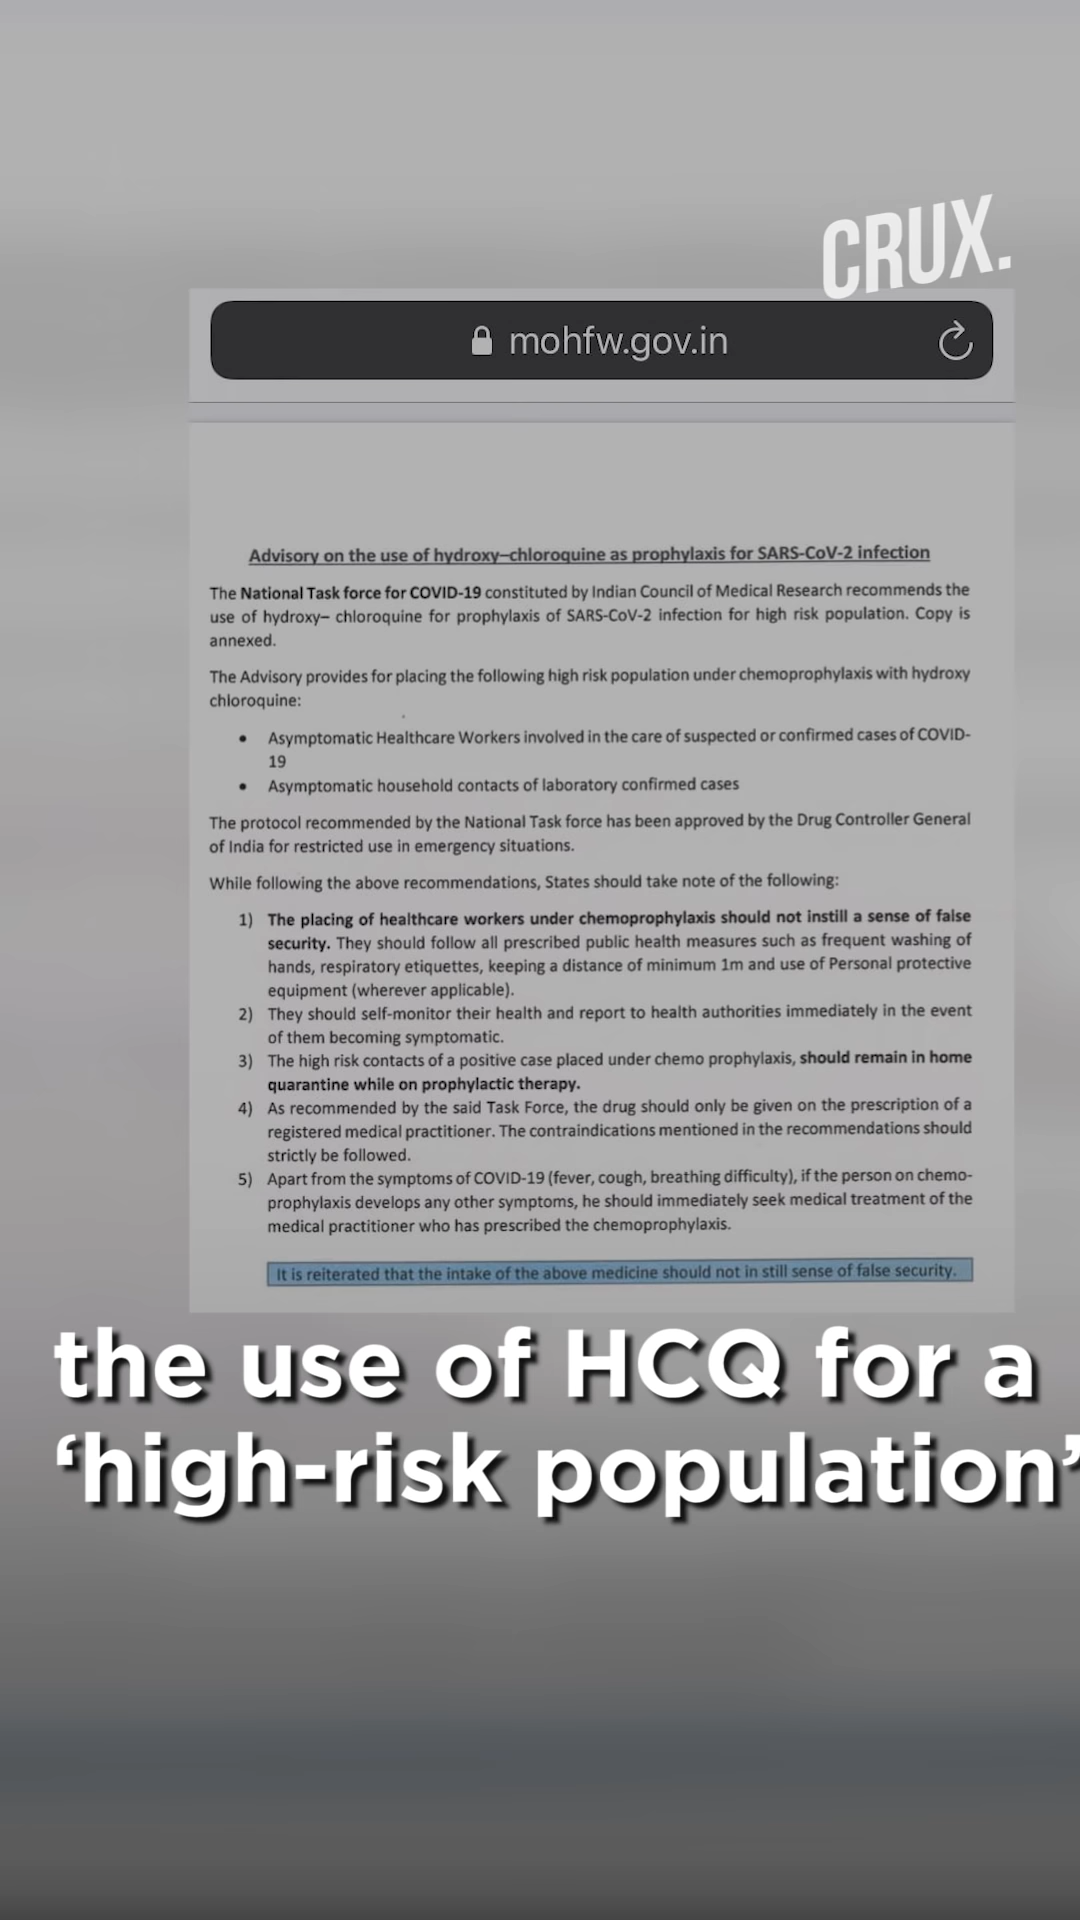 CRUX.
mohfw.gov.in
Advisory on the use of hydroxy–chloroquine as prophylaxis for SARS-CoV-2 infection
The National Task force for COVID-19 constituted by Indian Council of Medical Research recommends the
use of hydroxy– chloroquine for prophylaxis of SARS-CoV-2 infection for high risk population. Copy is
annexed.
The Advisory provides for placing the following high risk population under chemoprophylaxis with hydroxy
chloroquine:
• Asymptomatic Healthcare Workers involved in the care of suspected or confirmed cases of COVID-
19
• Asymptomatic household contacts of laboratory confirmed cases
The protocol recommended by the National Task force has been approved by the Drug Controller General
of India for restricted use in emergency situations.
While following the above recommendations, States should take note of the following:
1) The placing of healthcare workers under chemoprophylaxis should not instill a sense of false
security. They should follow all prescribed public health measures such as frequent washing of
hands, respiratory etiquettes, keeping a distance of minimum 1m and use of Personal protective
equipment (wherever applicable).
2) They should self-monitor their health and report to health authorities immediately in the event
of them becoming symptomatic.
3) The high risk contacts of a positive case placed under chemo prophylaxis, should remain in home
quarantine while on prophylactic therapy.
4) As recommended by the said Task Force, the drug should only be given on the prescription of a
registered medical practitioner. The contraindications mentioned in the recommendations should
strictly be followed.
5) Apart from the symptoms of COVID-19 (fever, cough, breathing difficulty), if the person on chemo-
prophylaxis develops any other symptoms, he should immediately seek medical treatment of the
medical practitioner who has prescribed the chemoprophylaxis.
It is reiterated that the intake of the above medicine should not in still sense of false security.
the use of HCQ for a
‘high-risk population’